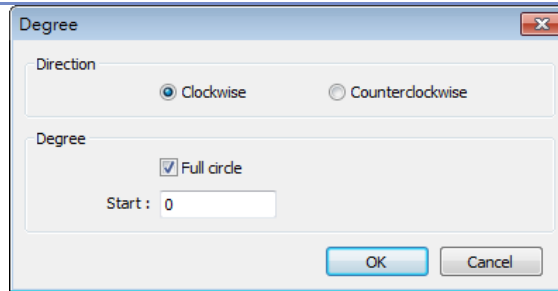 Degree
Direction
Clockwise Counterclockwise
Degree
Full circle
Start : 0
OK Cancel